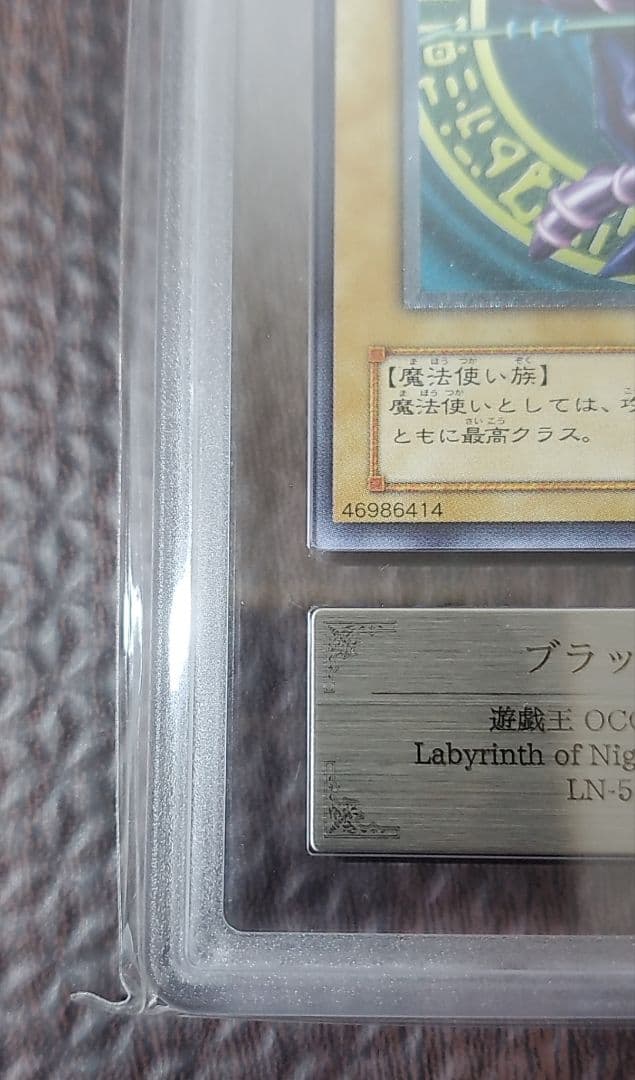 【魔法使い族】
魔法使いとしては、攻
ともに最高クラス。
46986414
ブラッ
遊戯王 OCG
Labyrinth of Nig
LN-5